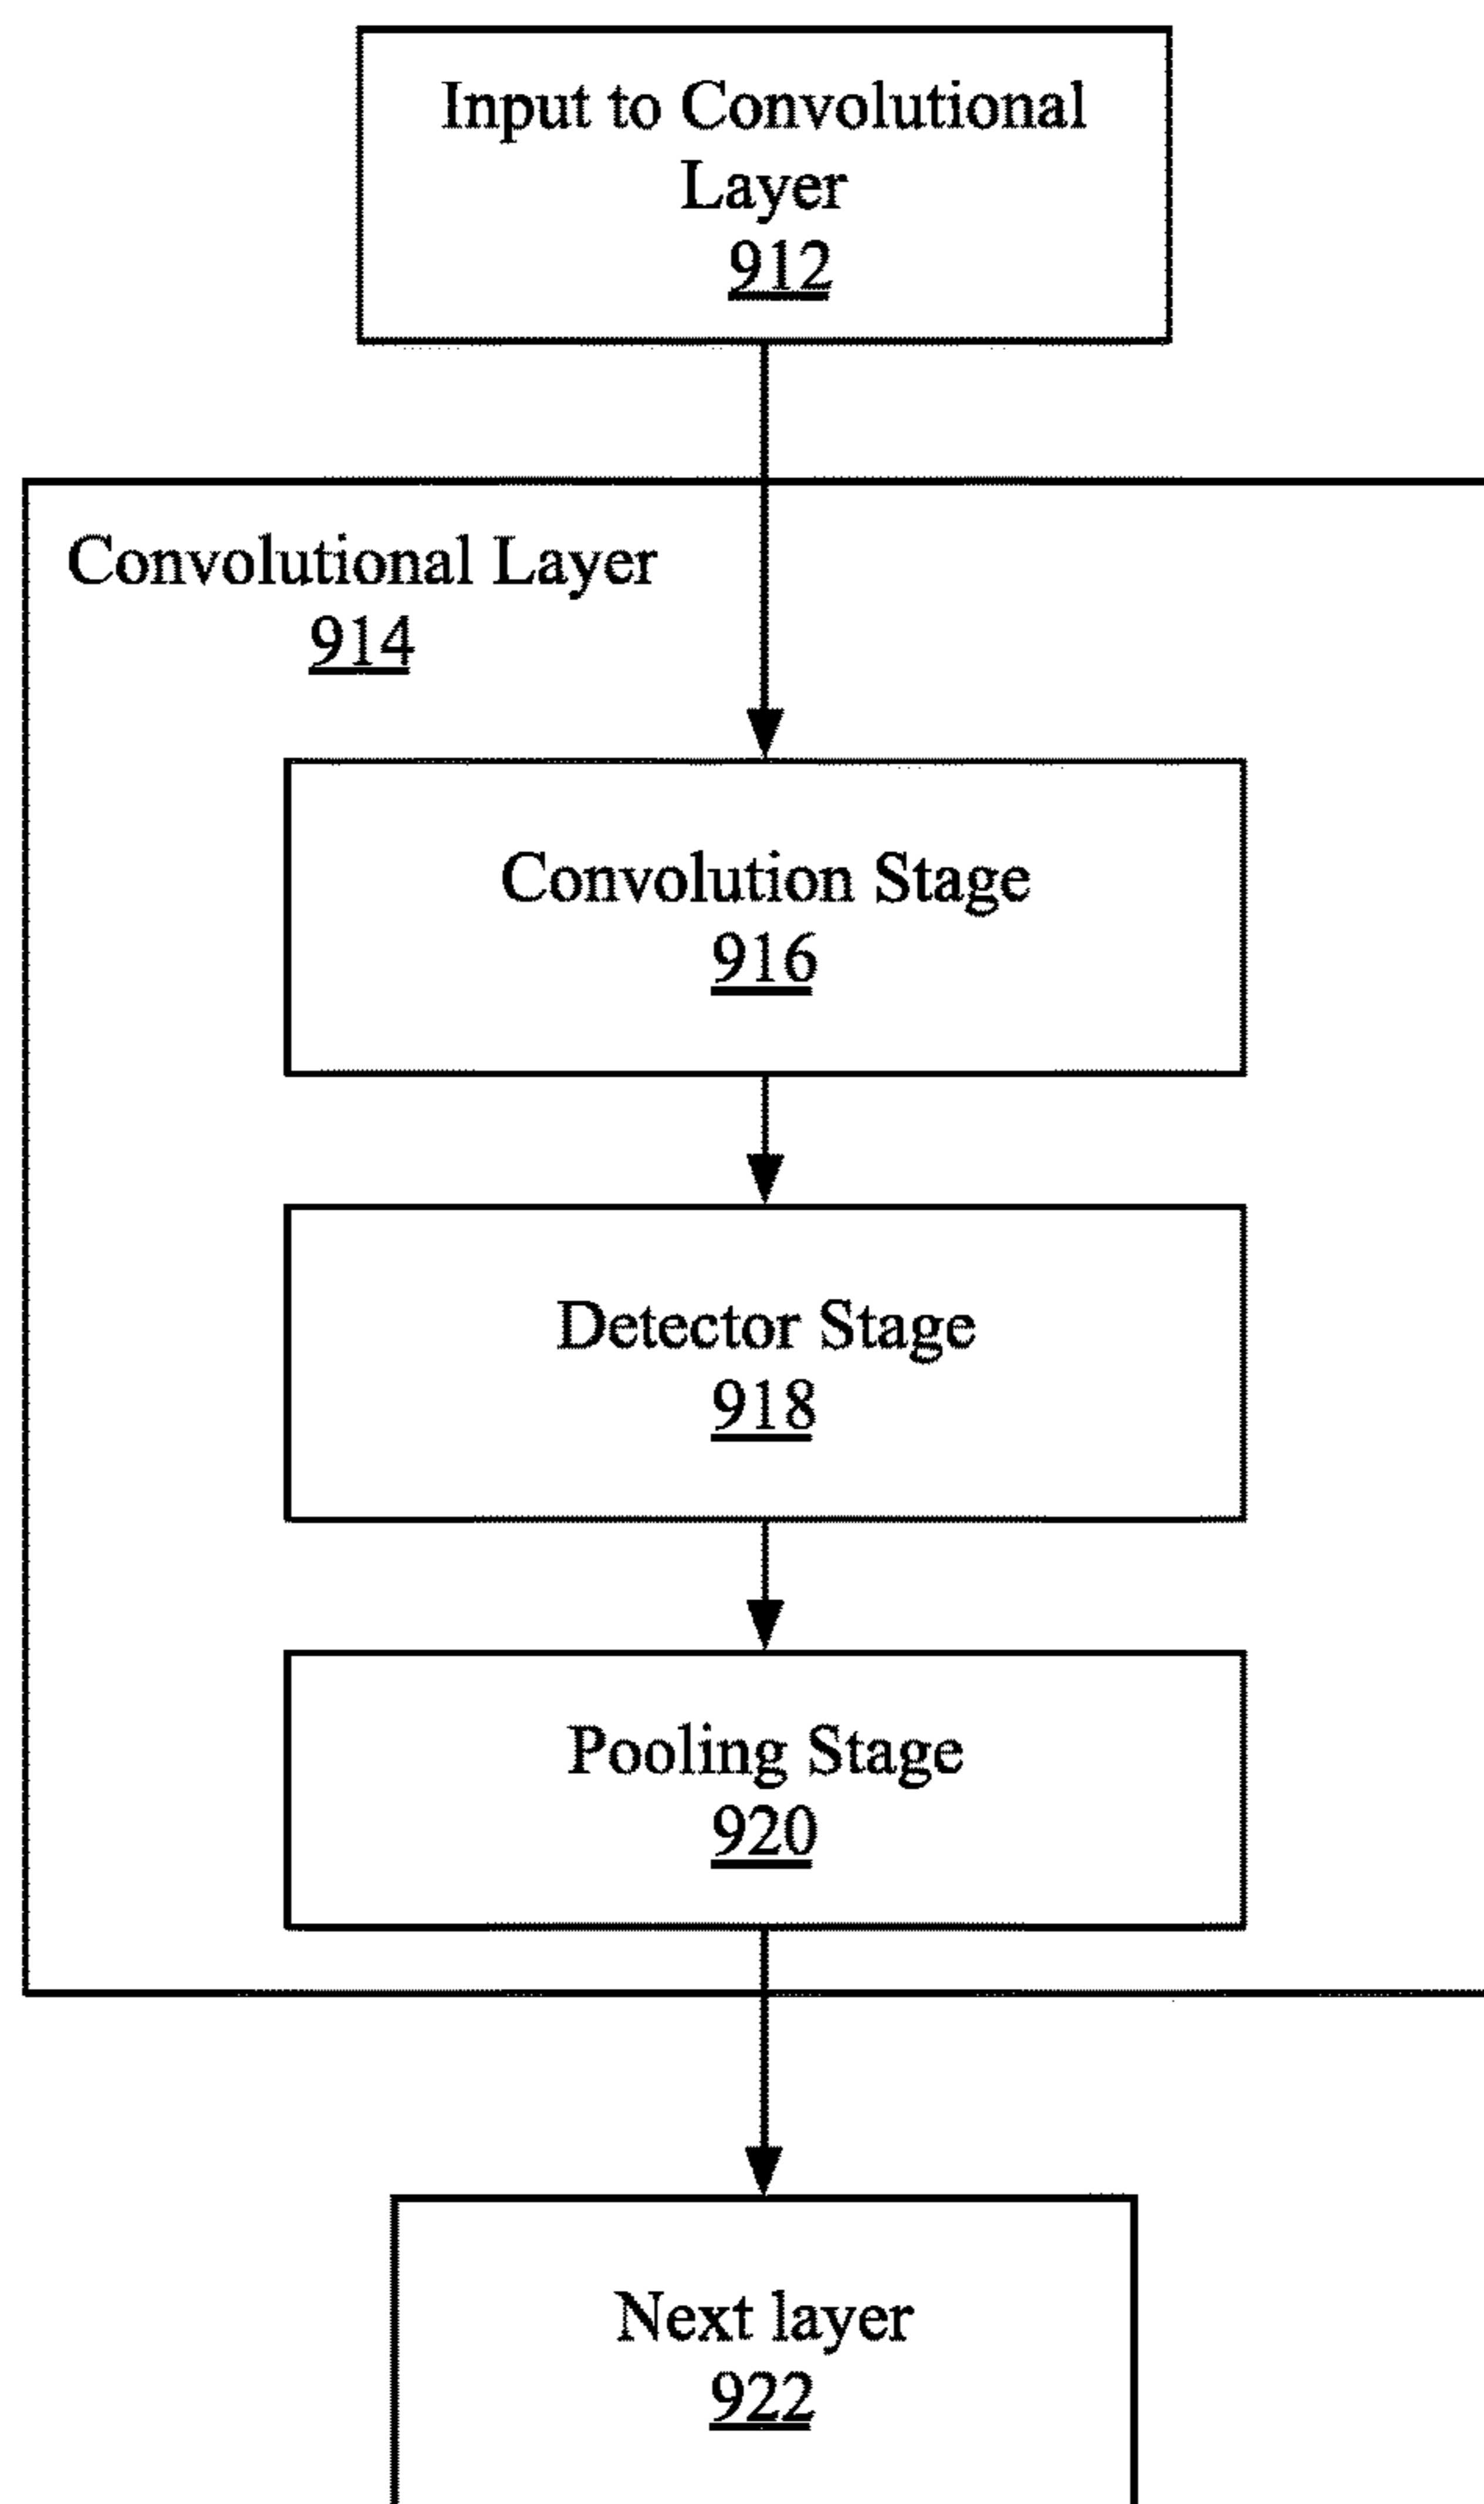 Input to Convolutional
Layer
912
Convolutional Layer
914
Convolution Stage
916
Detector Stage
918
Pooling Stage
920
Next layer
922